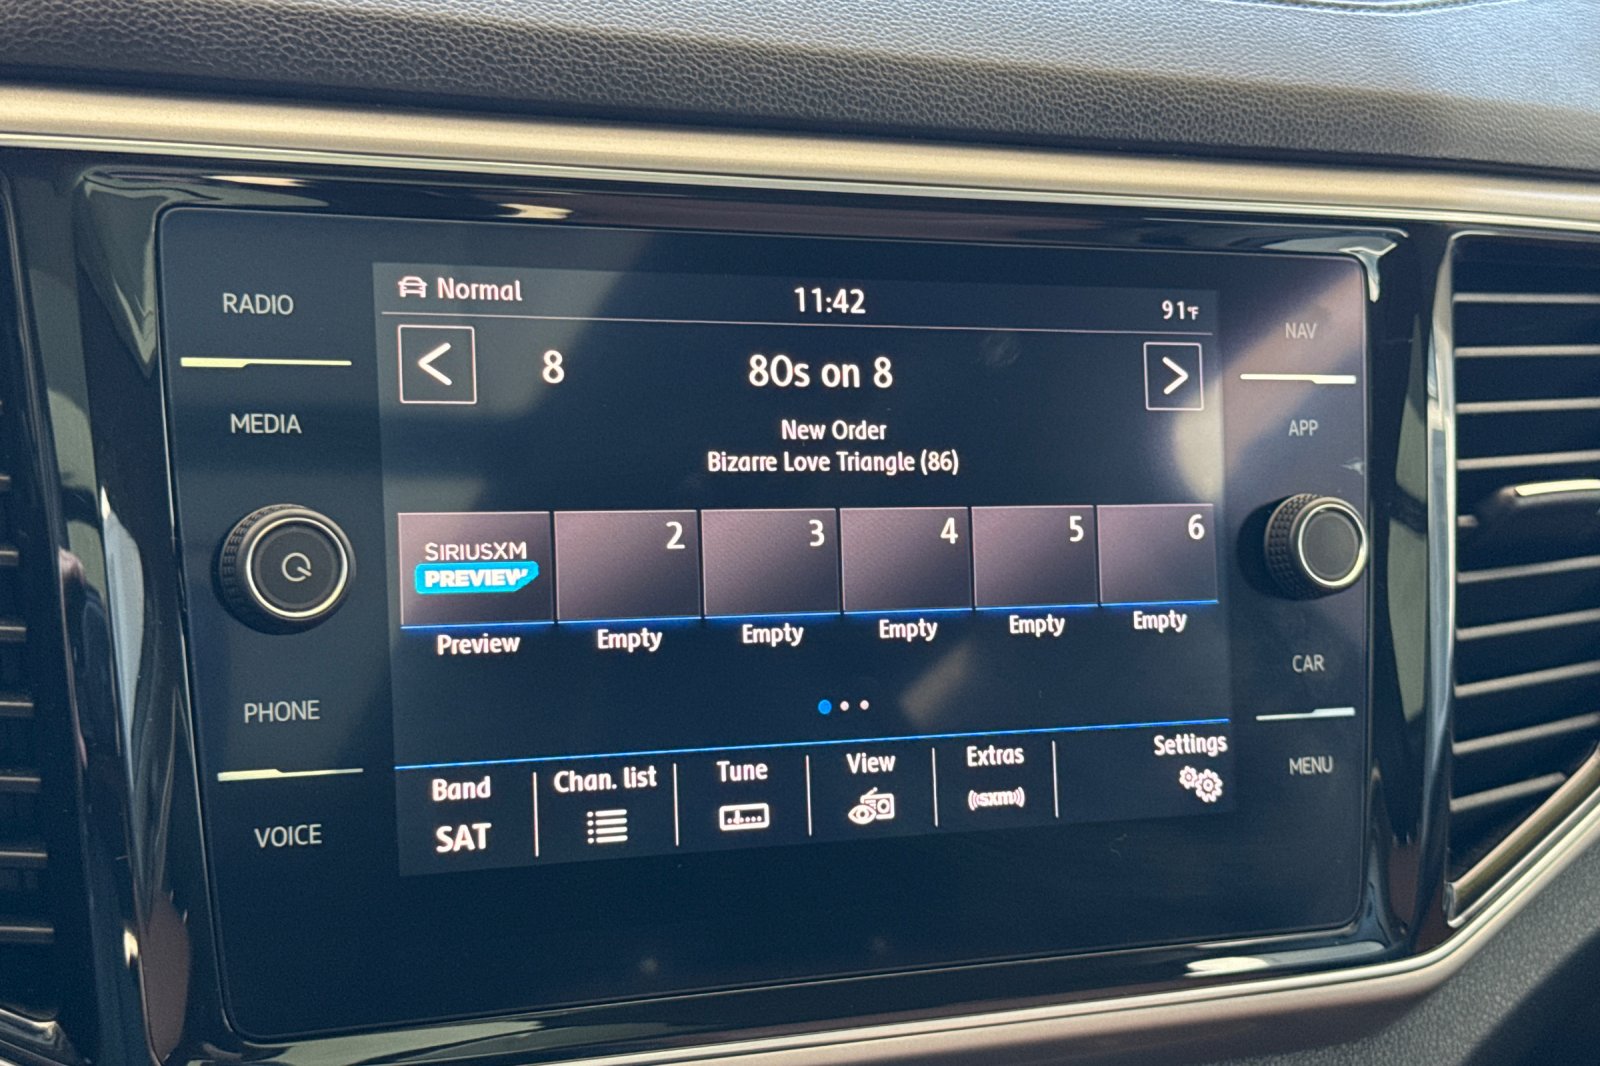 RADIO
MEDIA
PHONE
VOICE
Normal
11:42
91°F
8
80s on 8
New Order
Bizarre Love Triangle (86)
SIRIUSXM
PREVIEW
2
3
4
5
6
Preview
Empty
Empty
Empty
Empty
Empty
Band
SAT
Chan. list
Tune
View
Extras
((sxm))
Settings
NAV
APP
CAR
MENU